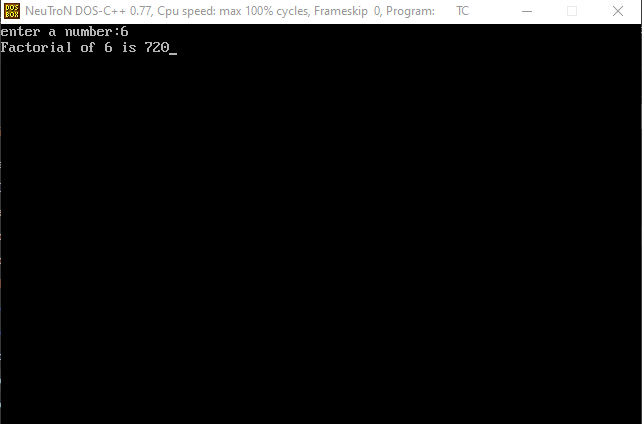 DOS
BOX
NeuTroN DOS-C++ 0.77, Cpu speed: max 100% cycles, Frameskip 0, Program: TC
enter a number:6
Factorial of 6 is 720_